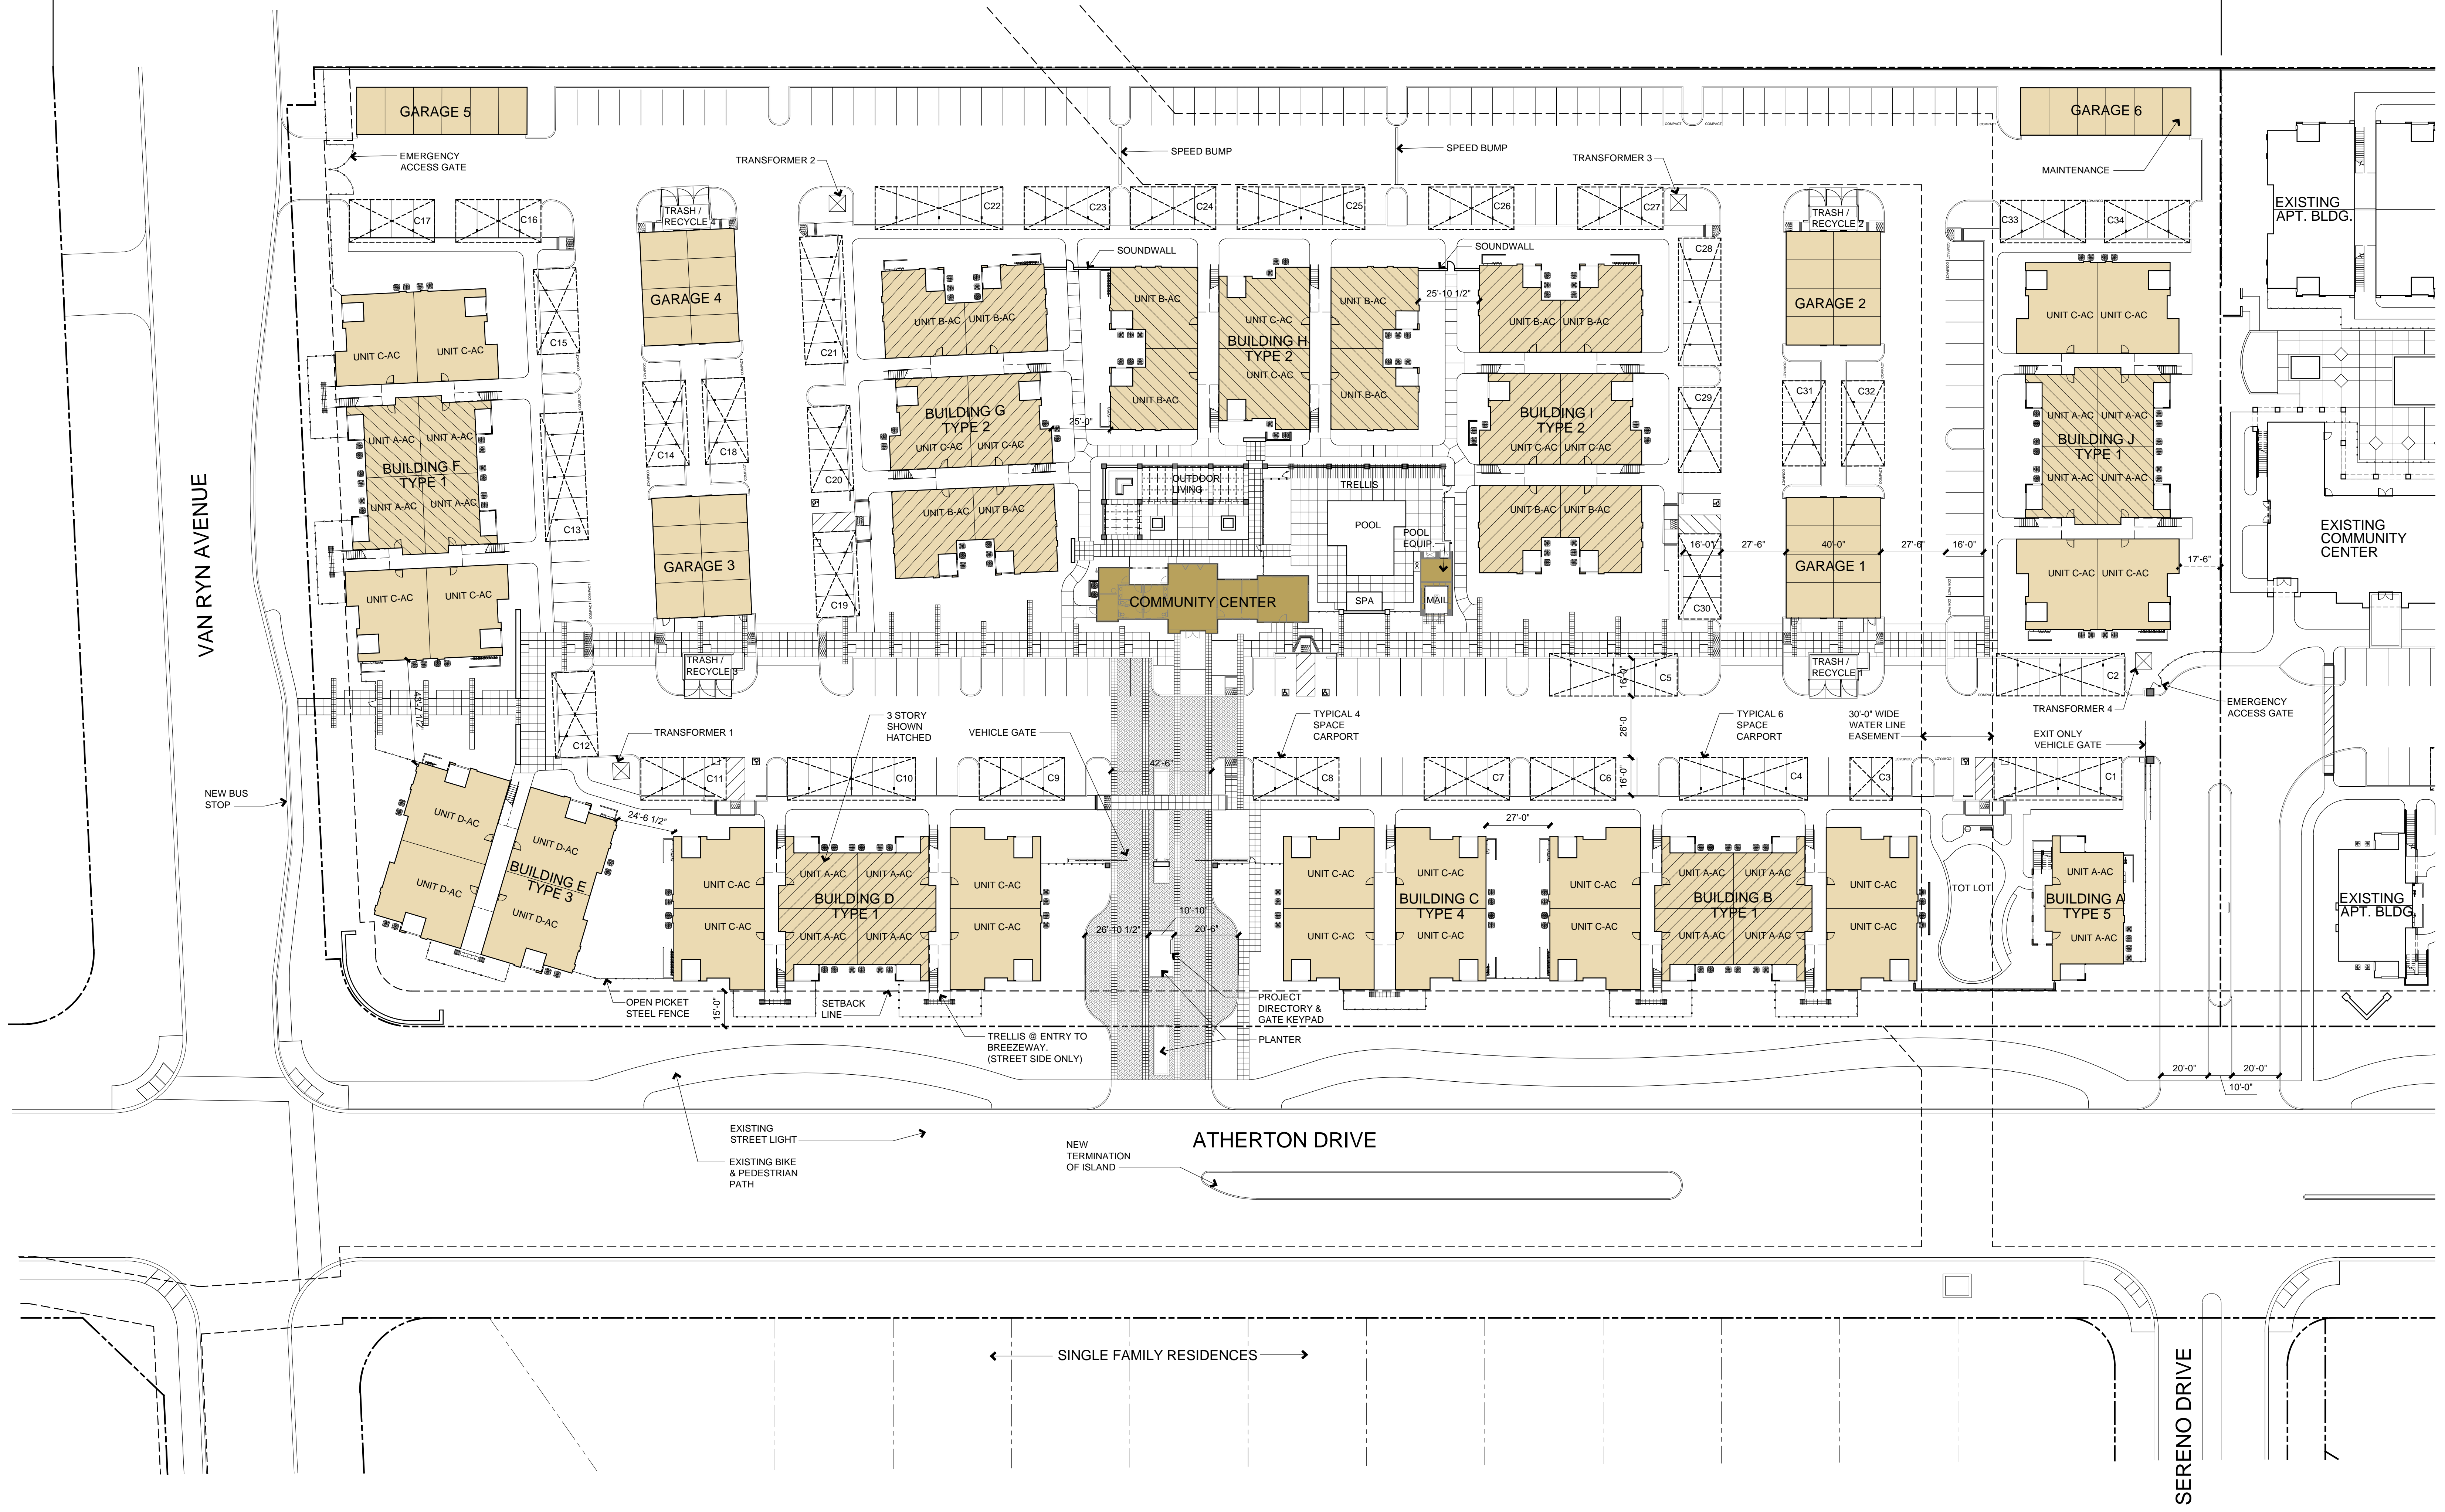 GARAGE 5
GARAGE 6
COMPACT
COMPACT
COMPACT
EMERGENCY
ACCESS GATE
TRANSFORMER 2
SPEED BUMP
SPEED BUMP
TRANSFORMER 3
MAINTENANCE
EXISTING
APT. BLDG.
C17
C16
TRASH /
RECYCLE 4
C22
C23
C24
C25
C26
C27
TRASH /
RECYCLE 2
C33
C34
SOUNDWALL
SOUNDWALL
C28
C15
GARAGE 4
C21
UNIT B-AC
UNIT B-AC
UNIT B-AC
UNIT C-AC
BUILDING H
TYPE 2
UNIT C-AC
UNIT B-AC
UNIT B-AC
UNIT B-AC
25'-10 1/2"
UNIT B-AC
UNIT B-AC
GARAGE 2
UNIT C-AC
UNIT C-AC
UNIT C-AC
UNIT C-AC
UNIT A-AC
UNIT A-AC
BUILDING F
TYPE 1
UNIT A-AC
UNIT A-AC
C14
C18
C13
C20
BUILDING G
TYPE 2
UNIT C-AC
UNIT C-AC
25'-0"
BUILDING I
TYPE 2
UNIT C-AC
UNIT C-AC
C29
C31
C32
UNIT A-AC
UNIT A-AC
BUILDING J
TYPE 1
UNIT A-AC
UNIT A-AC
VAN RYN AVENUE
OUTDOOR
LIVING
TRELLIS
POOL
POOL
EQUIP.
UNIT B-AC
UNIT B-AC
UNIT B-AC
UNIT B-AC
EXISTING
COMMUNITY
CENTER
16'-0"
27'-6"
40'-0"
27'-6"
16'-0"
17'-6"
GARAGE 3
GARAGE 1
UNIT C-AC
UNIT C-AC
UNIT C-AC
UNIT C-AC
C19
COMMUNITY CENTER
SPA
MAIL
C30
TRASH /
RECYCLE 3
TRASH /
RECYCLE 1
C5
16'-0"
C2
43'-7 1/2"
C12
TRANSFORMER 1
3 STORY
SHOWN
HATCHED
VEHICLE GATE
TYPICAL 4
SPACE
CARPORT
26'-0
TYPICAL 6
SPACE
CARPORT
30'-0" WIDE
WATER LINE
EASEMENT
TRANSFORMER 4
EMERGENCY
ACCESS GATE
EXIT ONLY
VEHICLE GATE
COMPACT
NEW BUS
STOP
C11
C10
C9
42'-6"
C8
C7
C6
16'-0"
C4
C3
COMPACT
COMPACT
C1
24'-6 1/2"
27'-0"
UNIT D-AC
UNIT D-AC
BUILDING E
TYPE 3
UNIT D-AC
UNIT D-AC
UNIT C-AC
UNIT A-AC
UNIT A-AC
BUILDING D
TYPE 1
UNIT C-AC
UNIT A-AC
UNIT A-AC
UNIT C-AC
UNIT C-AC
26'-10 1/2"
10'-10"
20'-6"
UNIT C-AC
UNIT C-AC
BUILDING C
TYPE 4
UNIT C-AC
UNIT C-AC
UNIT C-AC
UNIT C-AC
UNIT A-AC
UNIT A-AC
BUILDING B
TYPE 1
UNIT A-AC
UNIT A-AC
UNIT C-AC
UNIT C-AC
TOT LOT
UNIT A-AC
BUILDING A
TYPE 5
UNIT A-AC
EXISTING
APT. BLDG.
OPEN PICKET
STEEL FENCE
15'-0"
SETBACK
LINE
TRELLIS @ ENTRY TO
BREEZEWAY.
(STREET SIDE ONLY)
PROJECT
DIRECTORY &
GATE KEYPAD
PLANTER
20'-0"
20'-0"
10'-0"
EXISTING
STREET LIGHT
EXISTING BIKE
& PEDESTRIAN
PATH
NEW
TERMINATION
OF ISLAND
ATHERTON DRIVE
SINGLE FAMILY RESIDENCES
SERENO DRIVE